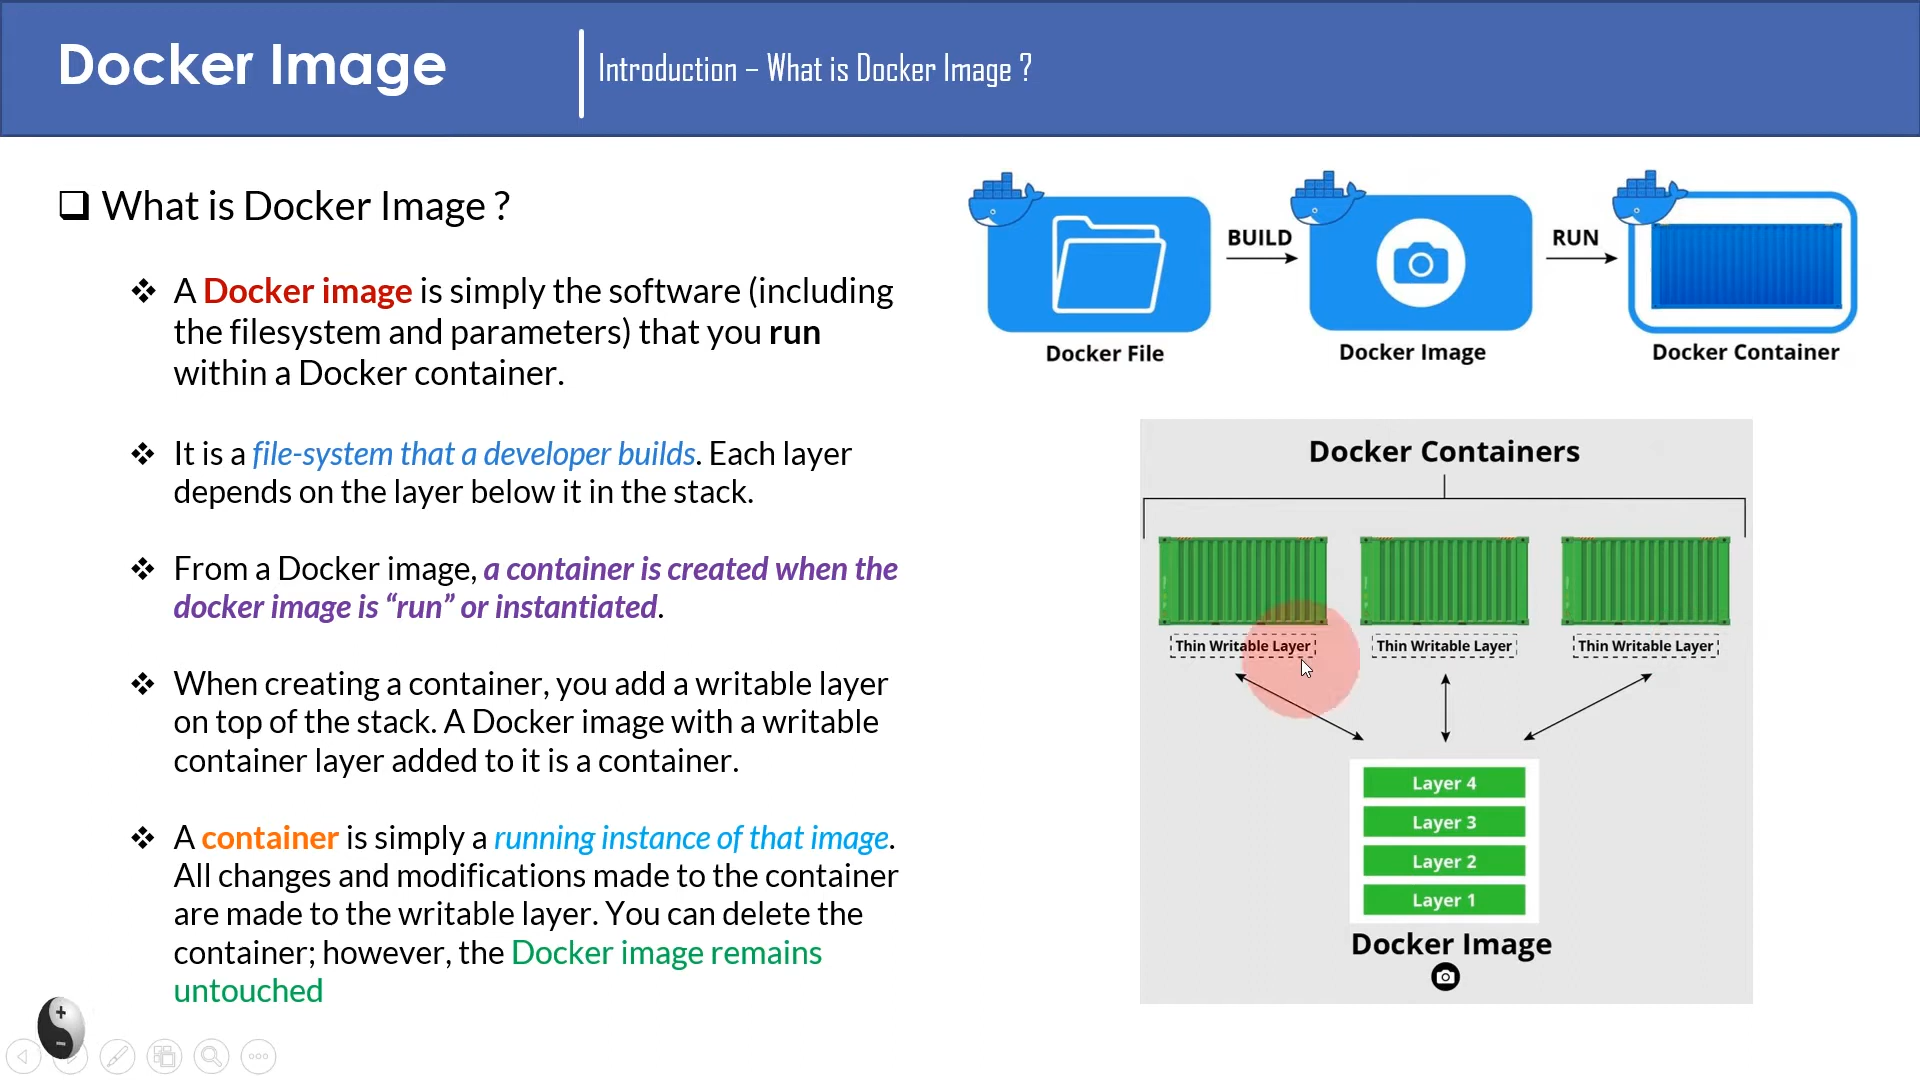 Docker Image
Introduction – What is Docker Image ?
What is Docker Image ?
A Docker image is simply the software (including
the filesystem and parameters) that you run
within a Docker container.
It is a file-system that a developer builds. Each layer
depends on the layer below it in the stack.
From a Docker image, a container is created when the
docker image is “run” or instantiated.
When creating a container, you add a writable layer
on top of the stack. A Docker image with a writable
container layer added to it is a container.
A container is simply a running instance of that image.
All changes and modifications made to the container
are made to the writable layer. You can delete the
container; however, the Docker image remains
untouched
BUILD
RUN
Docker File
Docker Image
Docker Container
Docker Containers
Thin Writable Layer
Thin Writable Layer
Thin Writable Layer
Layer 4
Layer 3
Layer 2
Layer 1
Docker Image